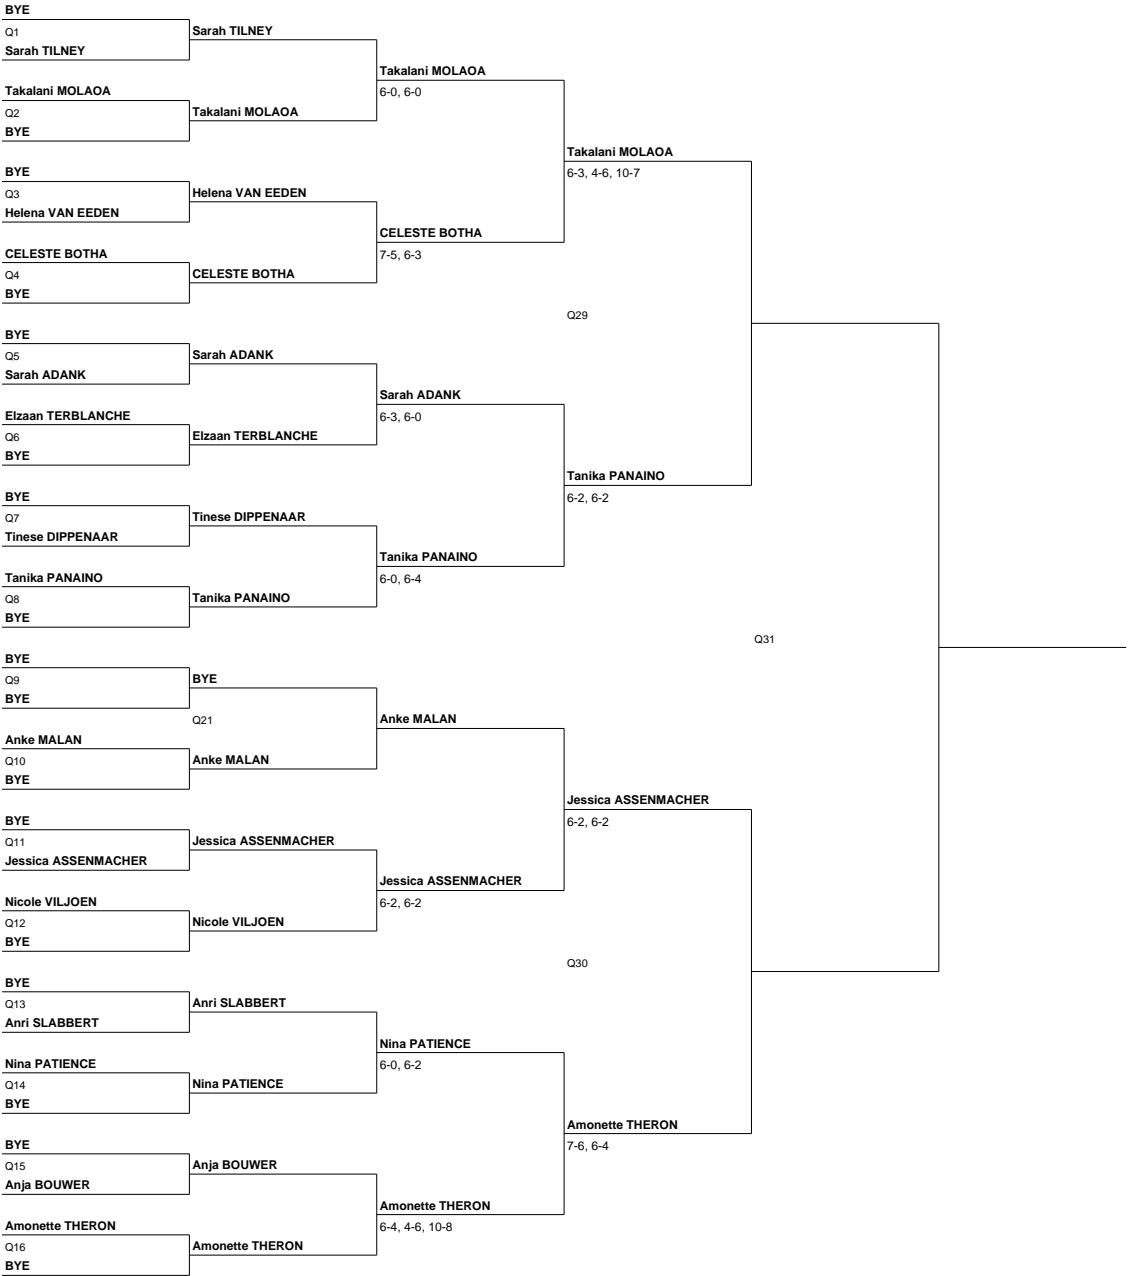 BYE
Q1
Sarah TILNEY
Sarah TILNEY
Takalani MOLAOA
6-0, 6-0
Takalani MOLAOA
Q2
BYE
Takalani MOLAOA
Takalani MOLAOA
6-3, 4-6, 10-7
BYE
Q3
Helena VAN EEDEN
Helena VAN EEDEN
CELESTE BOTHA
7-5, 6-3
CELESTE BOTHA
Q4
BYE
CELESTE BOTHA
Q29
BYE
Q5
Sarah ADANK
Sarah ADANK
Sarah ADANK
6-3, 6-0
Elzaan TERBLANCHE
Q6
BYE
Elzaan TERBLANCHE
Tanika PANAINO
6-2, 6-2
BYE
Q7
Tinese DIPPENAAR
Tinese DIPPENAAR
Tanika PANAINO
6-0, 6-4
Tanika PANAINO
Q8
BYE
Tanika PANAINO
Q31
BYE
Q9
BYE
BYE
Q21
Anke MALAN
Anke MALAN
Q10
BYE
Anke MALAN
Jessica ASSENMACHER
6-2, 6-2
BYE
Q11
Jessica ASSENMACHER
Jessica ASSENMACHER
Jessica ASSENMACHER
6-2, 6-2
Nicole VILJOEN
Q12
BYE
Nicole VILJOEN
Q30
BYE
Q13
Anri SLABBERT
Anri SLABBERT
Nina PATIENCE
6-0, 6-2
Nina PATIENCE
Q14
BYE
Nina PATIENCE
Amonette THERON
7-6, 6-4
BYE
Q15
Anja BOUWER
Anja BOUWER
Amonette THERON
6-4, 4-6, 10-8
Amonette THERON
Q16
BYE
Amonette THERON